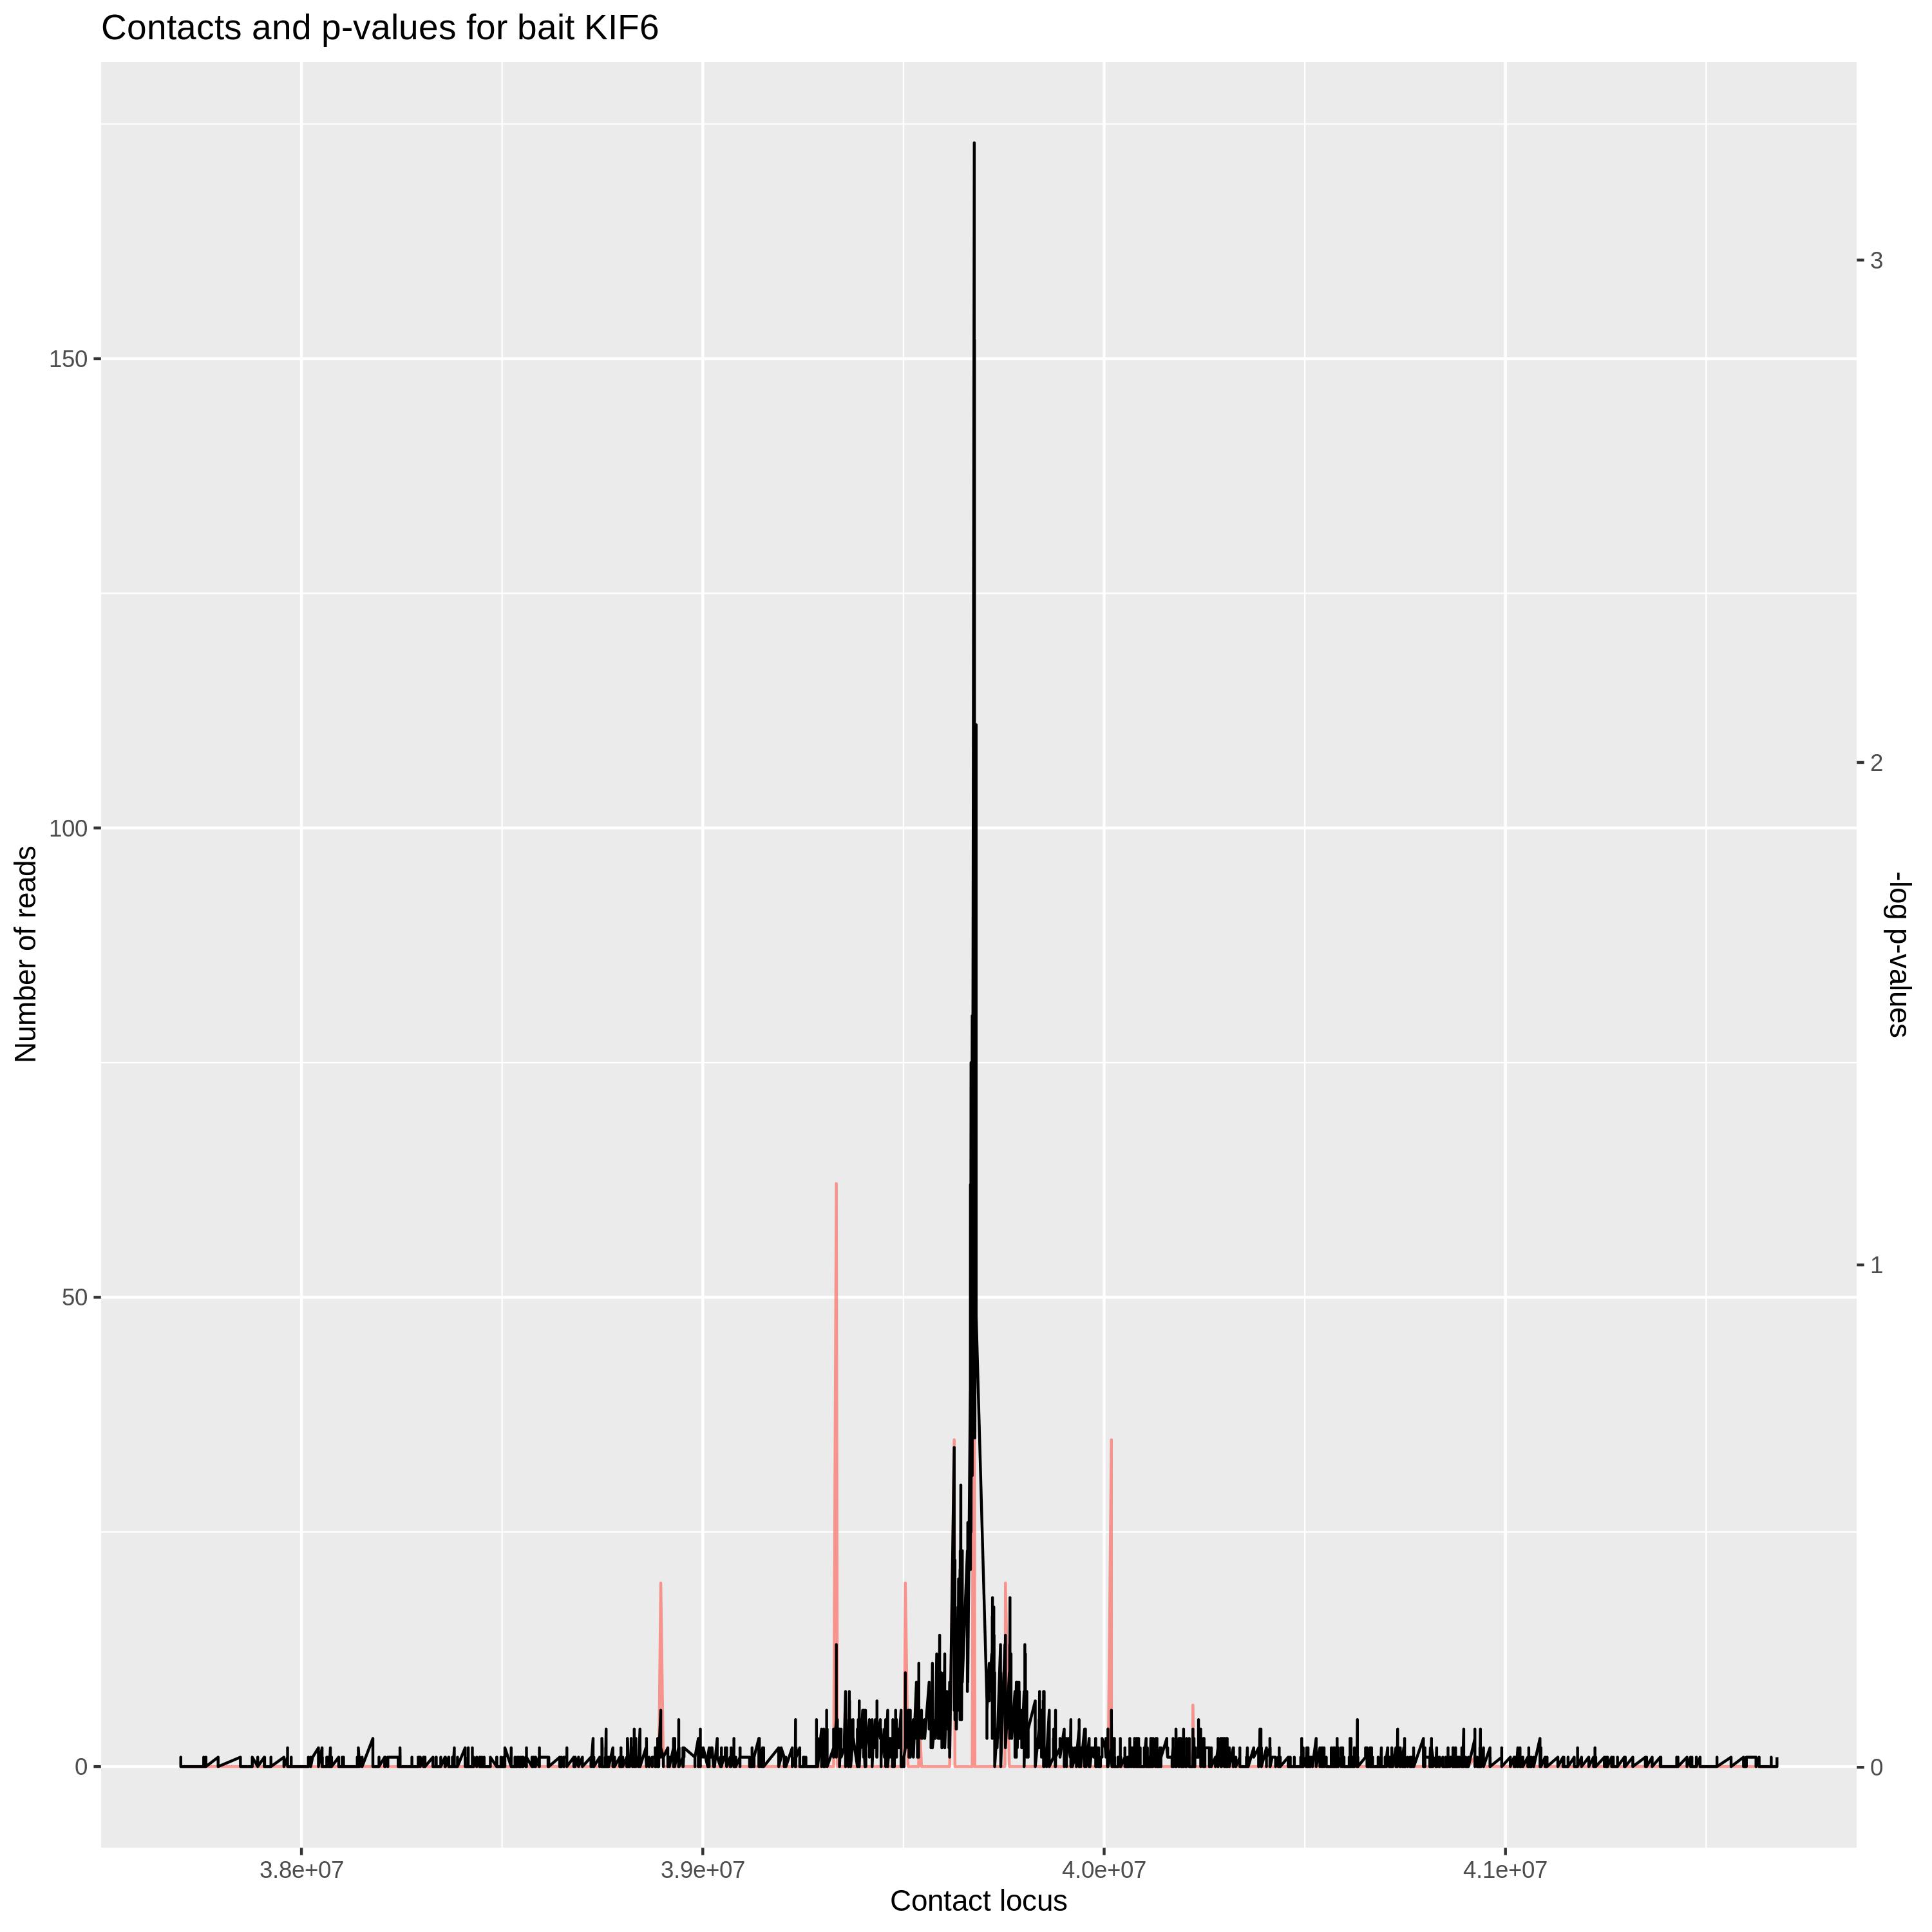 Contacts and p-values for bait KIF6
Number of reads
150
100
50
0
3
2
1
0
-log p-values
3.8e+07
3.9e+07
4.0e+07
4.1e+07
Contact locus